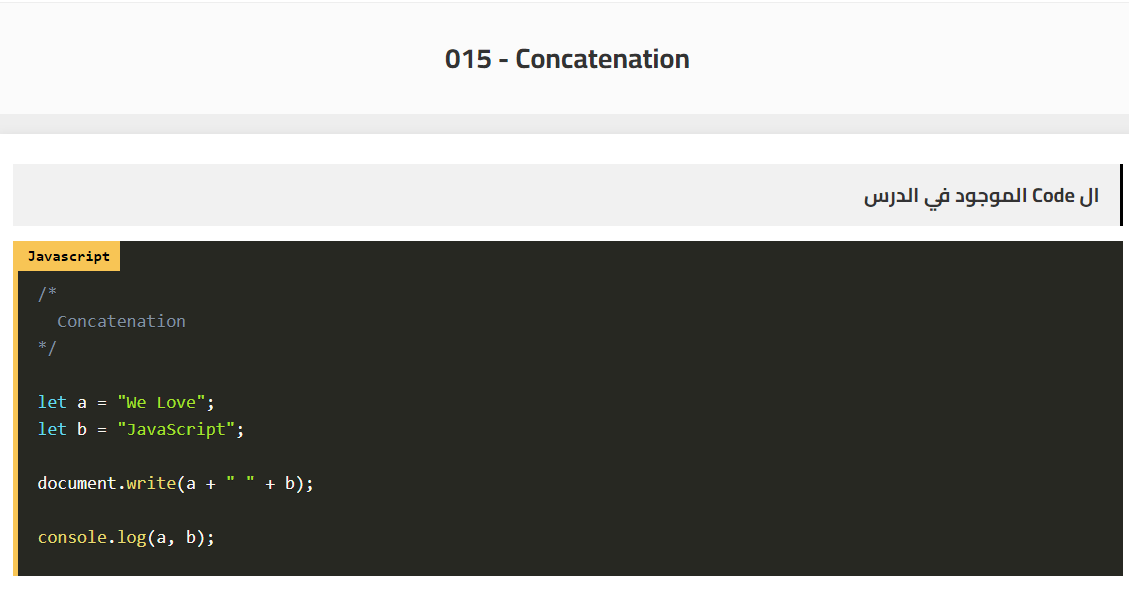 015 - Concatenation
ال Code الموجود في الدرس
Javascript
/*
  Concatenation
*/
let a = "We Love";
let b = "JavaScript";
document.write(a + " " + b);
console.log(a, b);